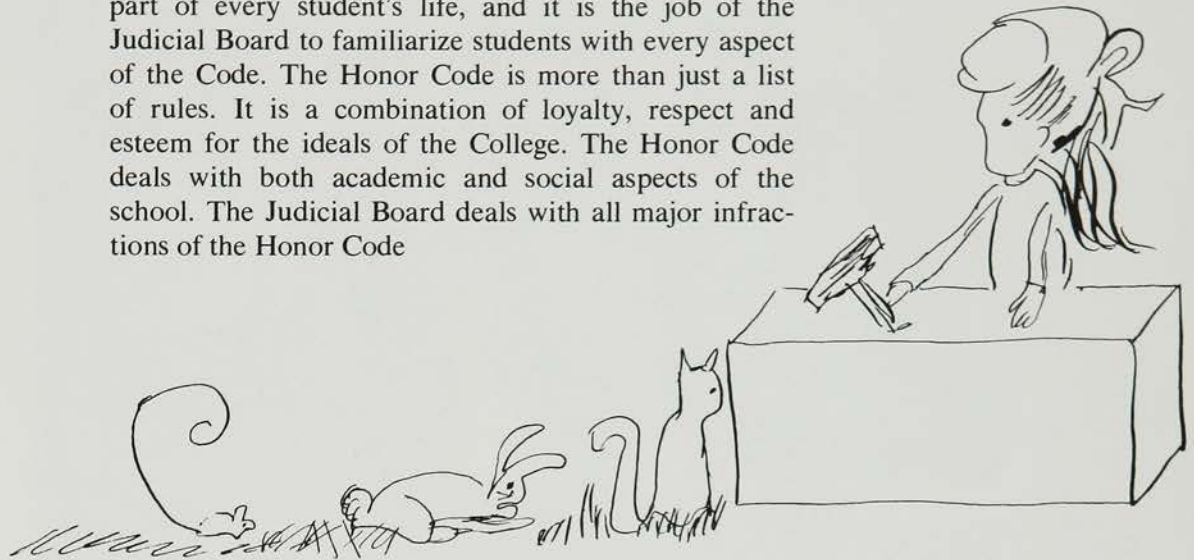 part of every student's life, and it is the job of the
Judicial Board to familiarize students with every aspect
of the Code. The Honor Code is more than just a list
of rules. It is a combination of loyalty, respect and
esteem for the ideals of the College. The Honor Code
deals with both academic and social aspects of the
school. The Judicial Board deals with all major infrac-
tions of the Honor Code